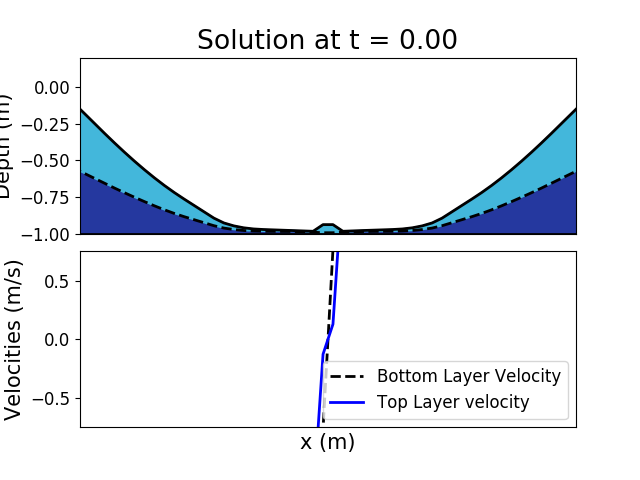 Solution at t = 0.00
Depth (m)
0.00
−0.25
−0.50
−0.75
−1.00
Velocities (m/s)
0.5
0.0
−0.5
Bottom Layer Velocity
Top Layer velocity
x (m)